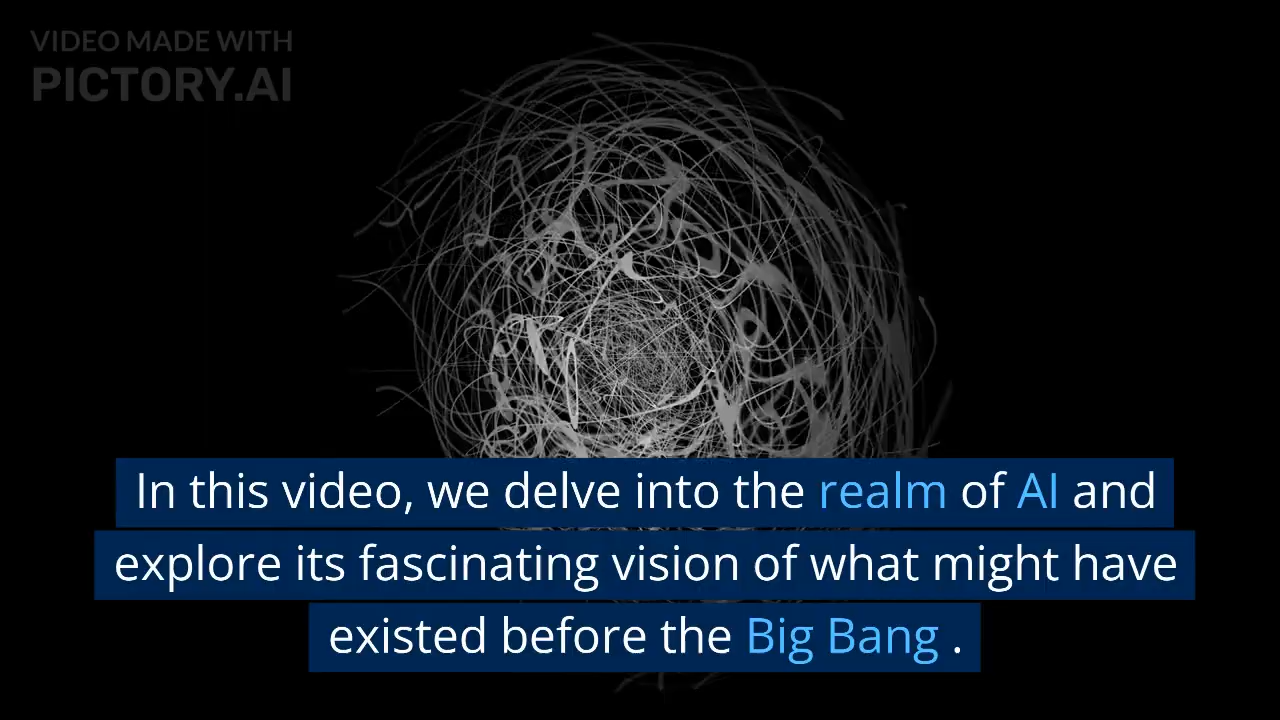 VIDEO MADE WITH
PICTORY.AI
In this video, we delve into the realm of AI and
explore its fascinating vision of what might have
existed before the Big Bang .